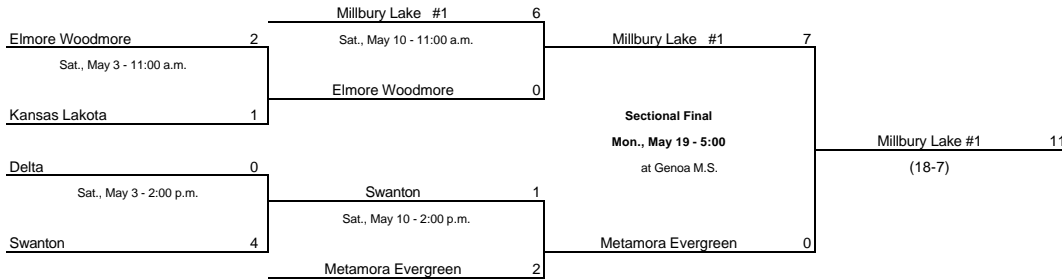 Millbury Lake #1 6
Elmore Woodmore 2
Sat., May 10 - 11:00 a.m.
Millbury Lake #1 7
Sat., May 3 - 11:00 a.m.
Elmore Woodmore 0
Kansas Lakota 1
Sectional Final
Mon., May 19 - 5:00
Millbury Lake #1 11
Delta 0
at Genoa M.S.
(18-7)
Sat., May 3 - 2:00 p.m.
Swanton 1
Sat., May 10 - 2:00 p.m.
Swanton 4
Metamora Evergreen 0
Metamora Evergreen 2